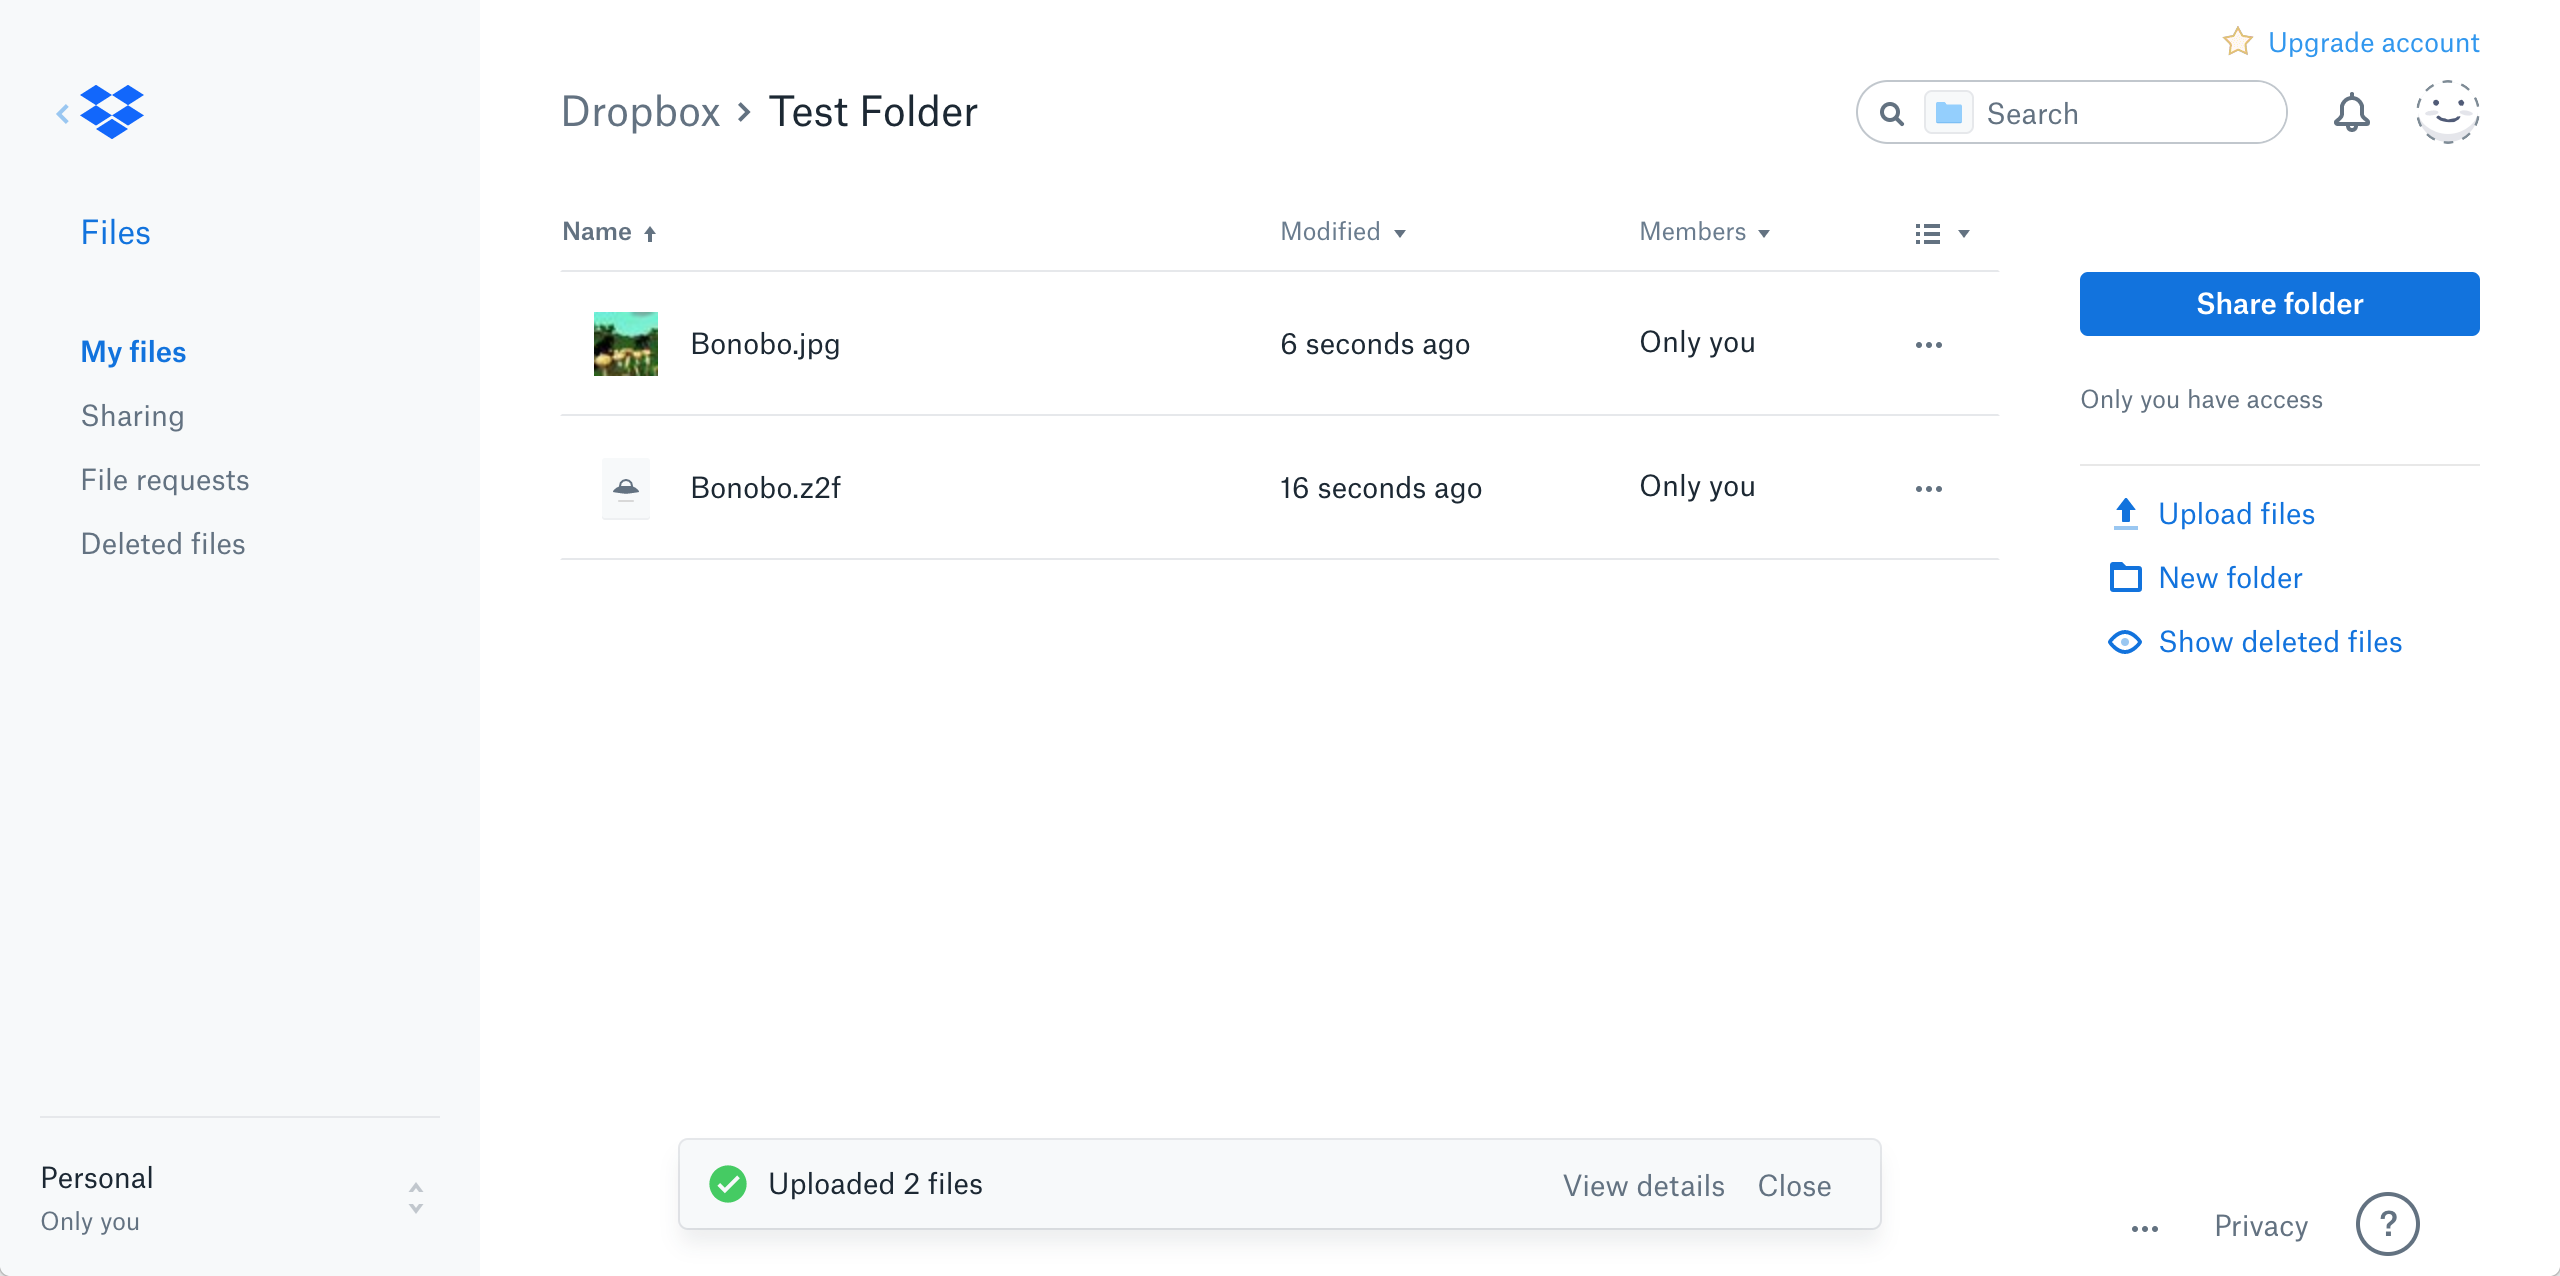 Upgrade account
Dropbox › Test Folder
Search
Files
My files
Sharing
File requests
Deleted files
Name Modified Members
Bonobo.jpg 6 seconds ago Only you
Bonobo.z2f 16 seconds ago Only you
Share folder
Only you have access
Upload files
New folder
Show deleted files
Personal
Only you
Uploaded 2 files View details Close
Privacy ?